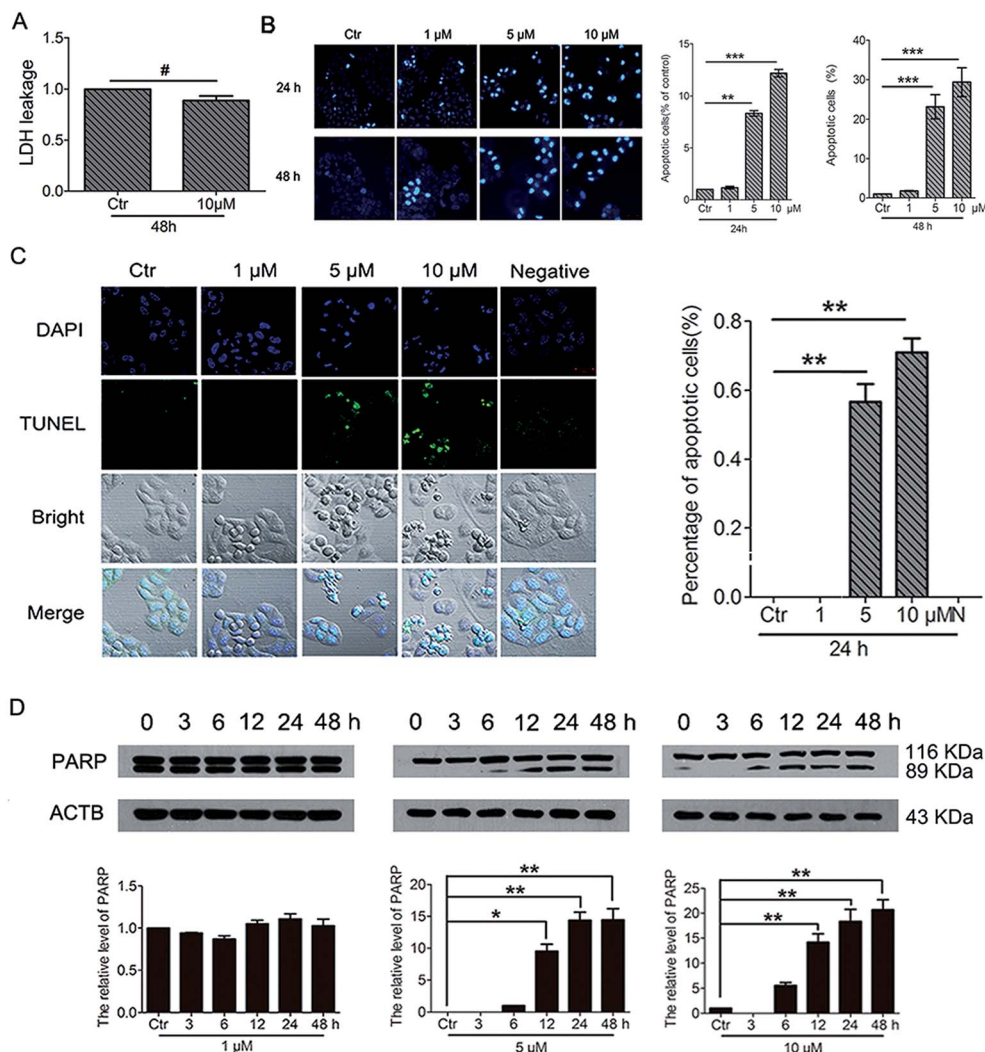 A
LDH leakage
1.5
1.0
0.5
0.0
#
Ctr
10μM
48h
B
Ctr
1 μM
5 μM
10 μM
24 h
48 h
Apoptotic cells(% of control)
15
10
5
0
***
**
Ctr 1 5 10 μM
24h
Apoptotic cells (%)
40
30
20
10
0
***
***
Ctr 1 5 10 μM
48 h
C
Ctr
1 μM
5 μM
10 μM
Negative
DAPI
TUNEL
Bright
Merge
Percentage of apoptotic cells(%)
0.8
0.6
0.4
0.2
0.0
**
**
Ctr 1 5 10 μMN
24 h
D
0 3 6 12 24 48 h
0 3 6 12 24 48 h
0 3 6 12 24 48 h
PARP
116 KDa
89 KDa
ACTB
43 KDa
The relative level of PARP
1.5
1.0
0.5
0.0
Ctr 3 6 12 24 48 h
1 μM
The relative level of PARP
20
15
10
5
0
**
**
*
Ctr 3 6 12 24 48 h
5 μM
The relative level of PARP
25
20
15
10
5
0
**
**
**
Ctr 3 6 12 24 48 h
10 μM